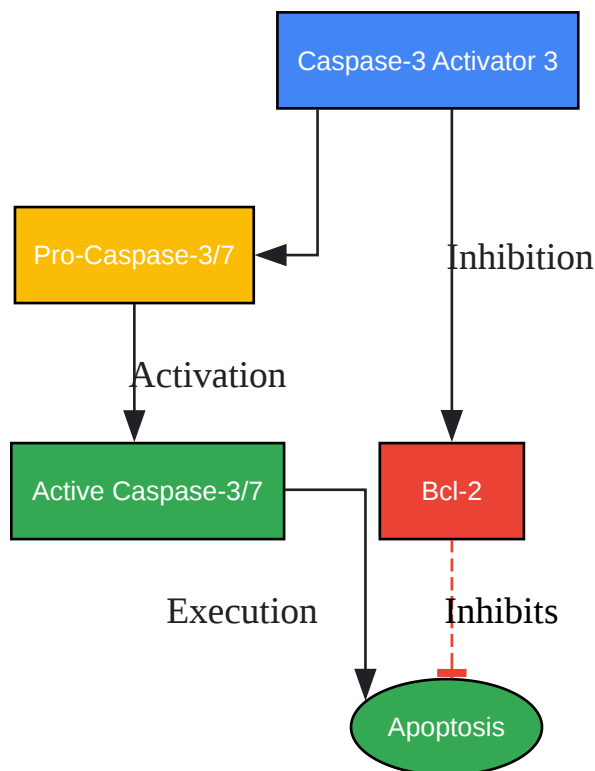 Caspase-3 Activator 3
Pro-Caspase-3/7
Inhibition
Activation
Active Caspase-3/7
Bcl-2
Execution
Inhibits
Apoptosis